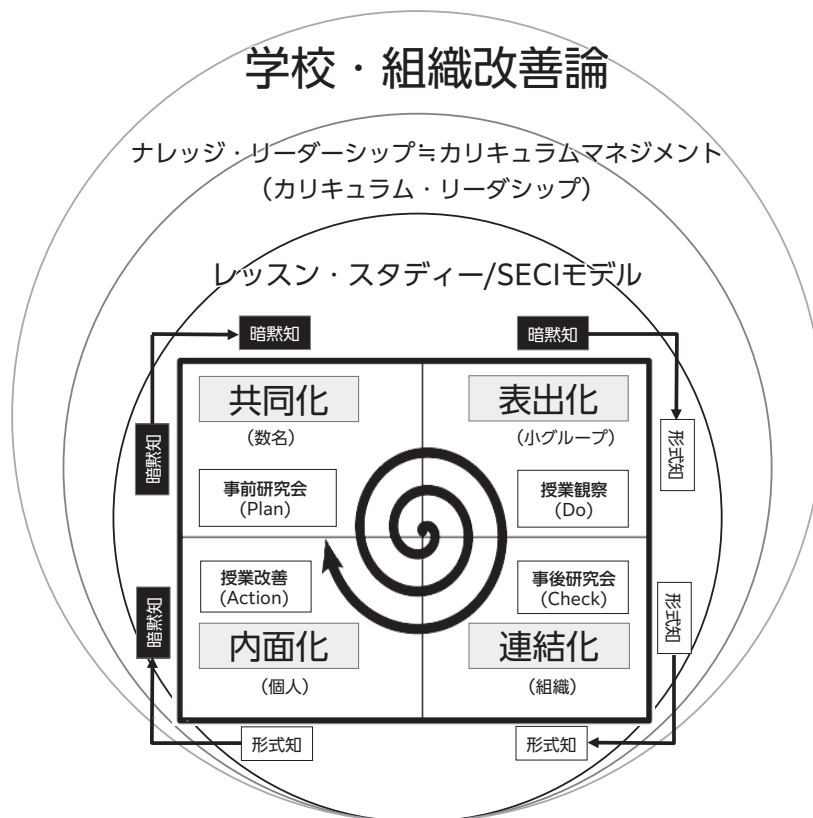 学校・組織改善論
ナレッジ・リーダーシップ≒カリキュラムマネジメント
(カリキュラム・リーダシップ)
レッスン・スタディー/SECIモデル
暗黙知
暗黙知
共同化
(数名)
表出化
(小グループ)
暗黙知
形式知
事前研究会
(Plan)
授業観察
(Do)
授業改善
(Action)
事後研究会
(Check)
暗黙知
形式知
内面化
(個人)
連結化
(組織)
形式知
形式知